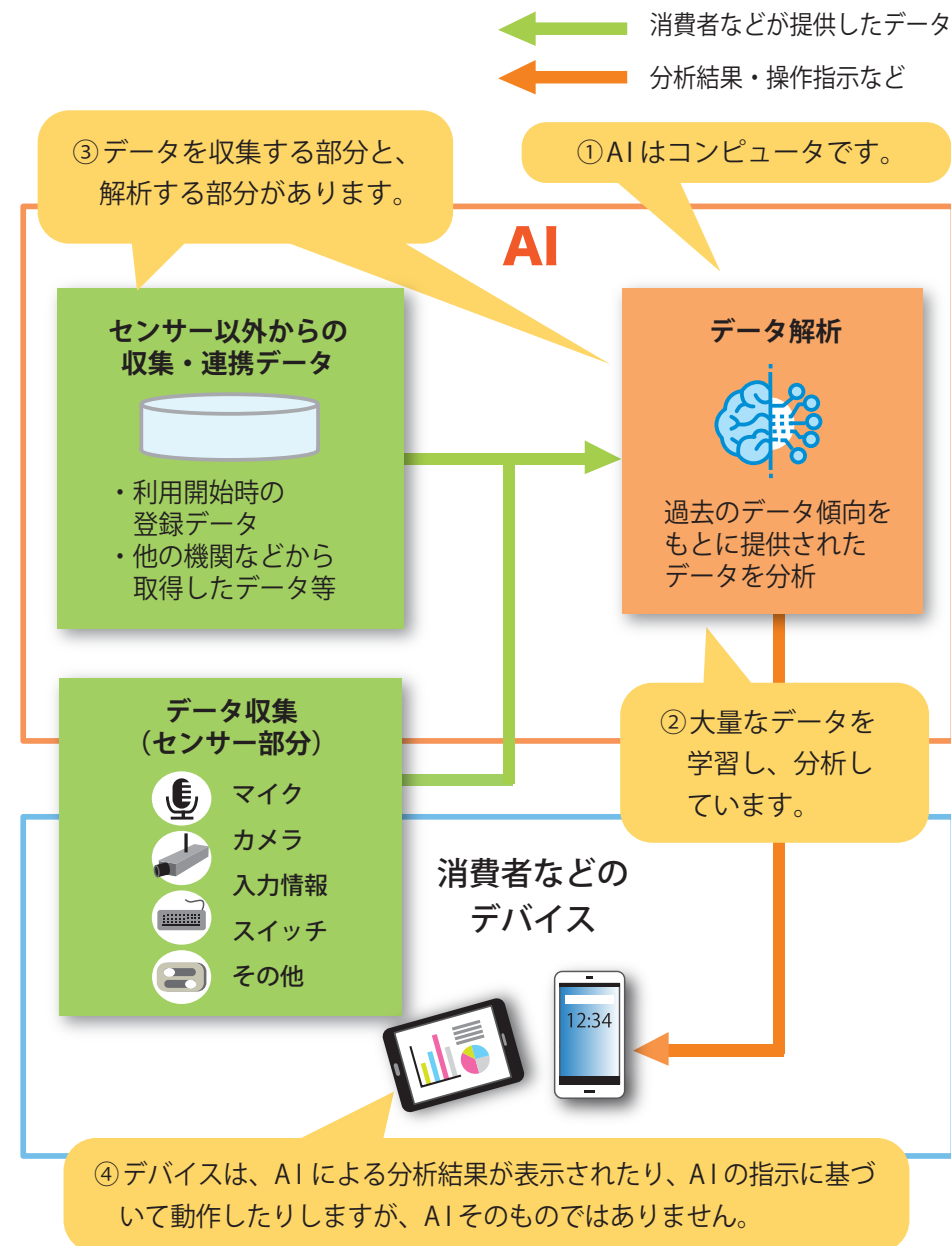 消費者などが提供したデータ
分析結果・操作指示など
③データを収集する部分と、
解析する部分があります。
①AIはコンピュータです。
AI
センサー以外からの
収集・連携データ
・利用開始時の
登録データ
・他の機関などから
取得したデータ等
データ解析
過去のデータ傾向を
もとに提供された
データを分析
データ収集
（センサー部分）
マイク
カメラ
入力情報
スイッチ
その他
②大量なデータを
学習し、分析し
ています。
消費者などの
デバイス
12:34
④デバイスは、AIによる分析結果が表示されたり、AIの指示に基づ
いて動作したりしますが、AIそのものではありません。